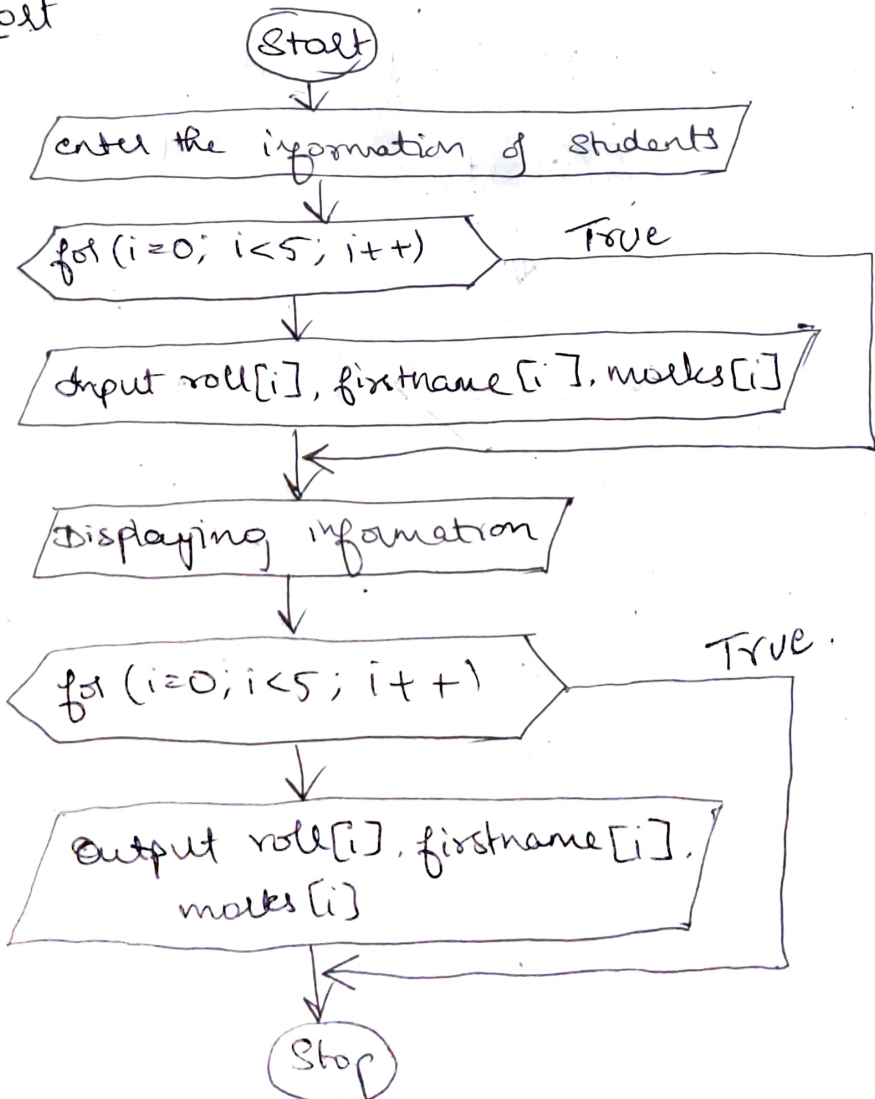 Start
enter the information of students
for (i=0; i<5; i++)
True
Input roll[i], firstname[i], marks[i]
Displaying information
for (i=0; i<5; i++)
True.
Output roll[i], firstname[i],
marks[i]
Stop